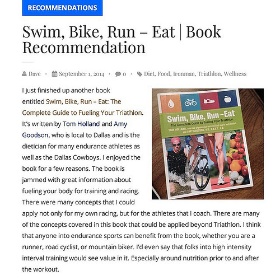 RECOMMENDATIONS
Swim, Bike, Run – Eat | Book
Recommendation
Dave • September 1, 2014 • 0 • Diet, Food, Ironman, Triathlon, Wellness
I just finished up another book
entitled Swim, Bike, Run – Eat: The
Complete Guide to Fueling Your Triathlon.
It's written by Tom Holland and Amy
Goodson, who is local to Dallas and is the
dietician for many endurance athletes as
well as the Dallas Cowboys. I enjoyed the
book for a few reasons. The book is
jammed with great information about
fueling your body for training and racing.
There were many concepts that I could
apply not only for my own racing, but for the athletes that I coach. There are many
of the concepts covered in this book that could be applied beyond Triathlon. I think
that anyone into endurance sports can benefit from the book, whether you are a
runner, road cyclist, or mountain biker. I'd even say that folks into high intensity
interval training would see value in it. Especially around nutrition prior to and after
the workout.
SWIM, BIKE, RUN—EAT